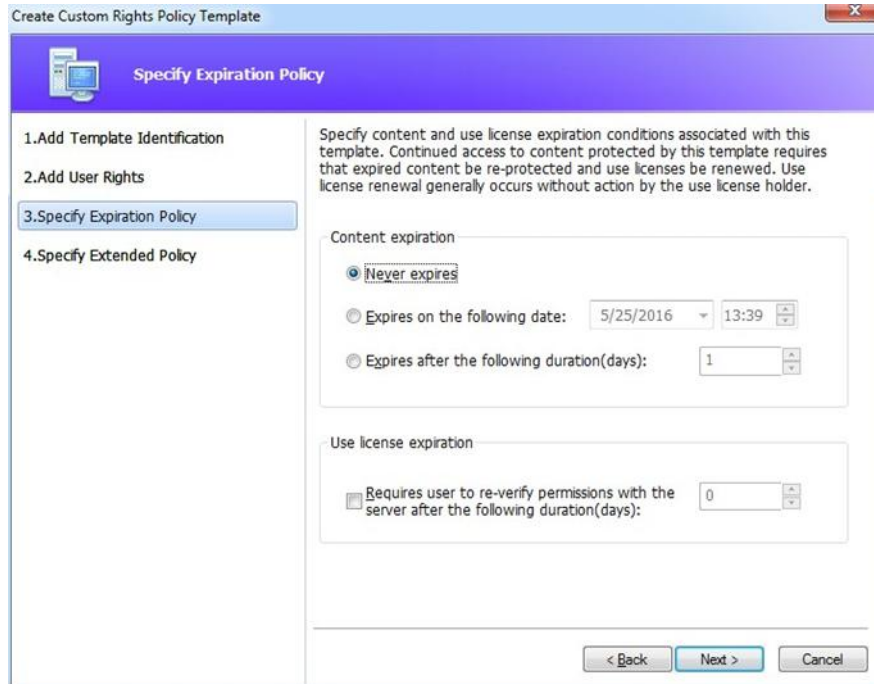 Create Custom Rights Policy Template
x
Specify Expiration Policy
1.Add Template Identification
2.Add User Rights
3.Specify Expiration Policy
4.Specify Extended Policy
Specify content and use license expiration conditions associated with this
template. Continued access to content protected by this template requires
that expired content be re-protected and use licenses be renewed. Use
license renewal generally occurs without action by the use license holder.
Content expiration
Never expires
Expires on the following date: 5/25/2016 13:39
Expires after the following duration(days): 1
Use license expiration
Requires user to re-verify permissions with the
server after the following duration(days): 0
< Back Next > Cancel